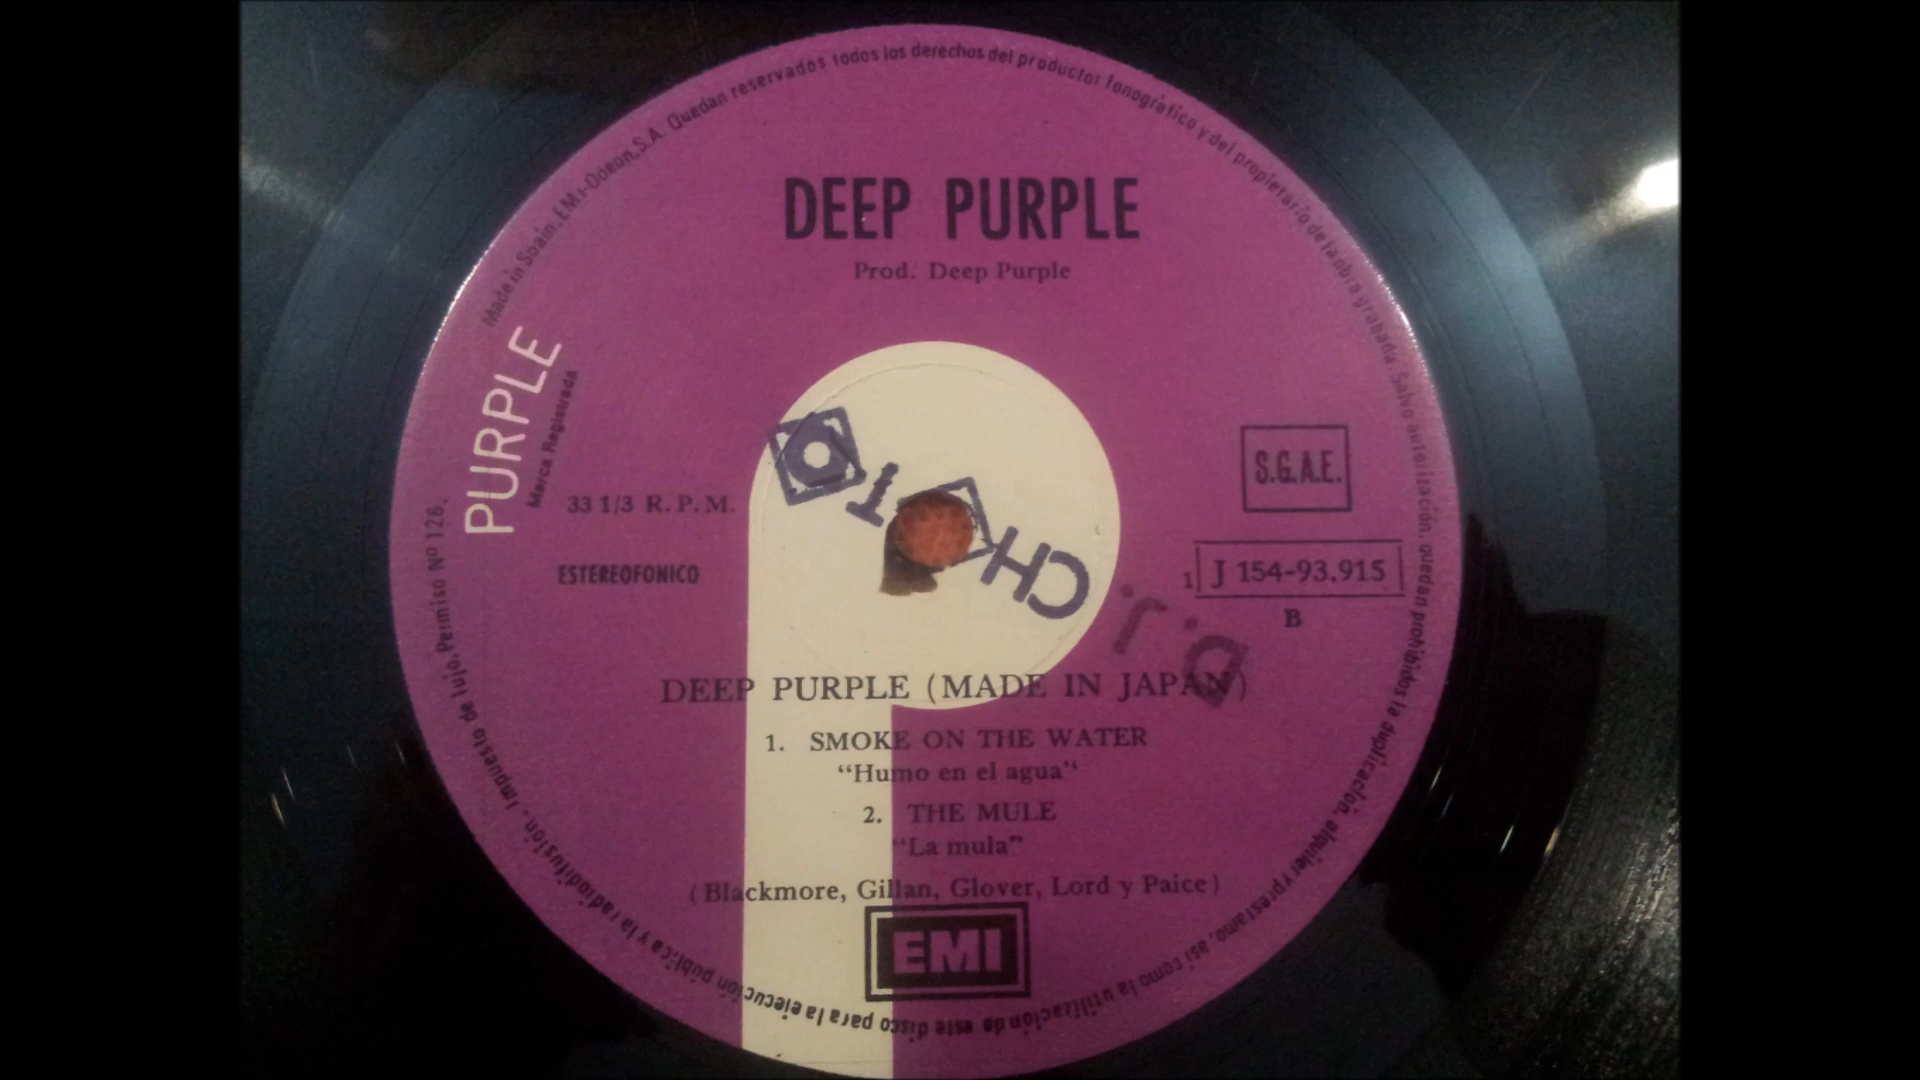 Made in Spain. EMI-Odeon, S.A. Quedan reservados todos los derechos del productor fonográfico y del propietario de la obra grabada. Salvo autorización, quedan prohibidos la duplicación, alquiler y prestamo, así como la utilización de este disco para la ejecución pública y la radiodifusión. Impuesto de lujo, Permiso Nº 126.
DEEP PURPLE
Prod. Deep Purple
PURPLE
Marca Registrada
33 1/3 R.P.M.
ESTEREOFONICO
S.G.A.E.
1 J 154-93.915
B
D.J.
DEEP PURPLE (MADE IN JAPAN)
1. SMOKE ON THE WATER
“Humo en el agua“
2. THE MULE
“La mula”
(Blackmore, Gillan, Glover, Lord y Paice)
EMI